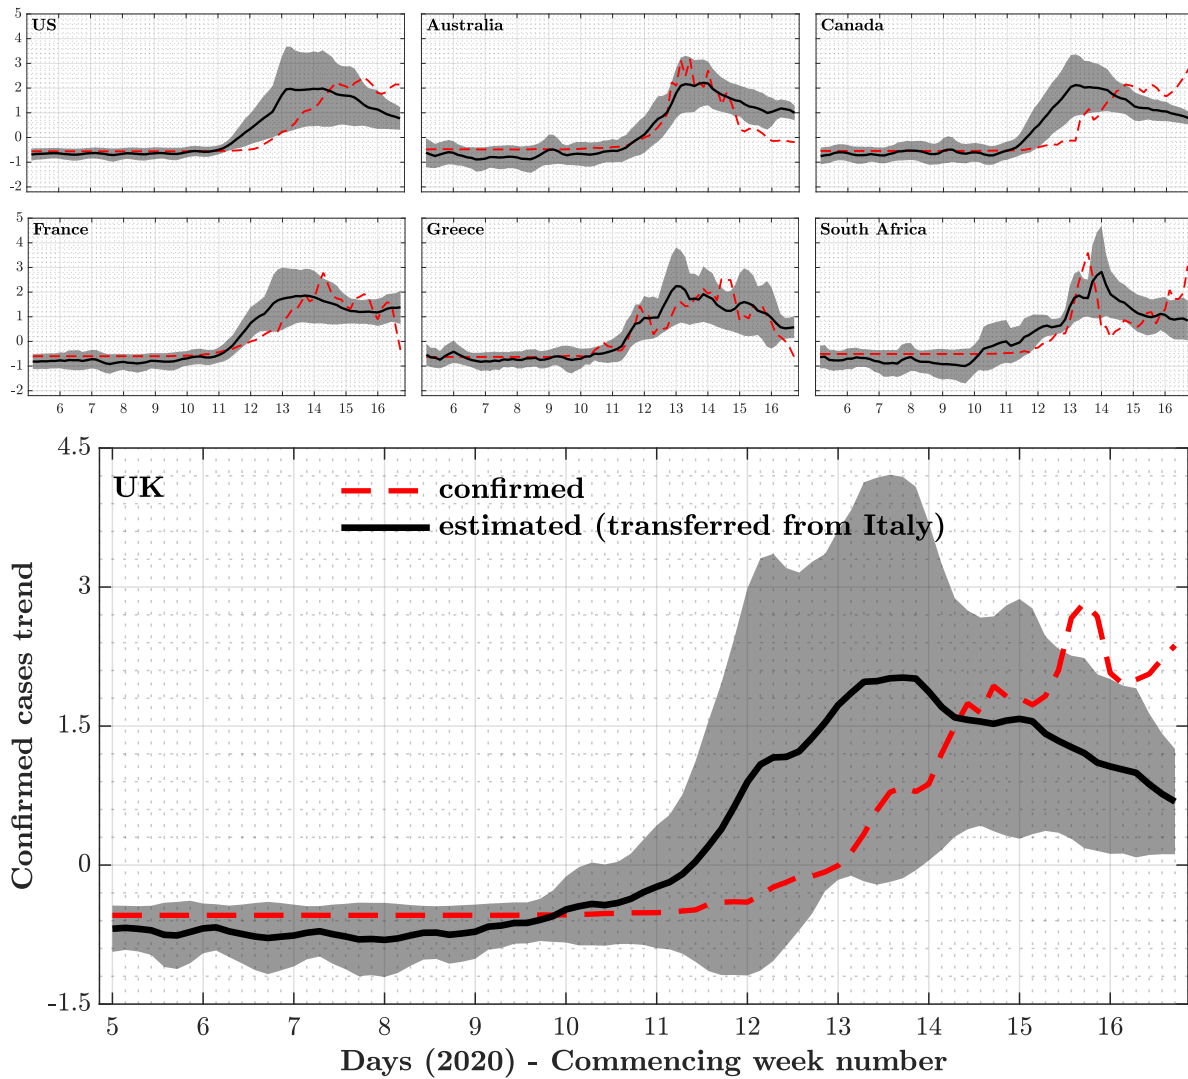 US
Australia
Canada
5
4
3
2
1
0
-1
-2
France
Greece
South Africa
5
4
3
2
1
0
-1
-2
6 7 8 9 10 11 12 13 14 15 16
6 7 8 9 10 11 12 13 14 15 16
6 7 8 9 10 11 12 13 14 15 16
UK
confirmed
estimated (transferred from Italy)
Confirmed cases trend
4.5
3
1.5
0
-1.5
5 6 7 8 9 10 11 12 13 14 15 16
Days (2020) - Commencing week number